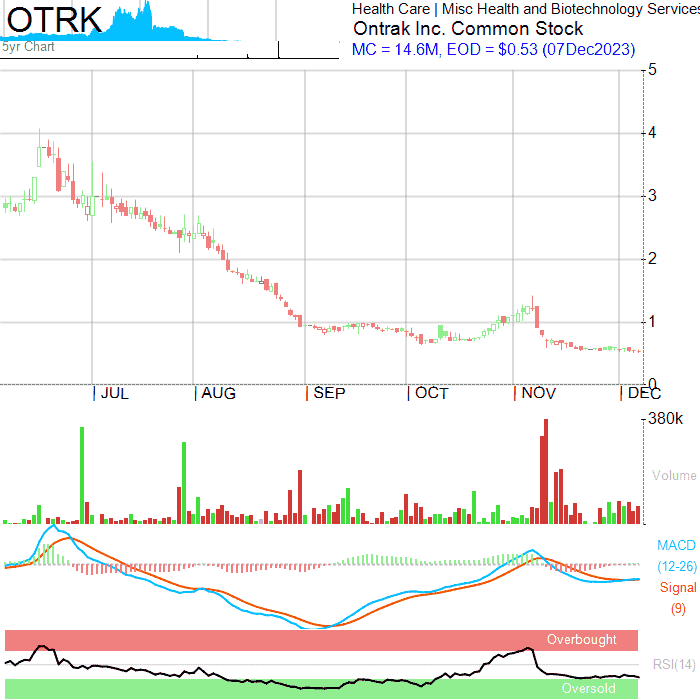 OTRK
5yr Chart
Health Care | Misc Health and Biotechnology Services
Ontrak Inc. Common Stock
MC = 14.6M, EOD = $0.53 (07Dec2023)
5
4
3
2
1
0
JUL AUG SEP OCT NOV DEC
380k
Volume
MACD
(12-26)
Signal
(9)
Overbought
RSI(14)
Oversold